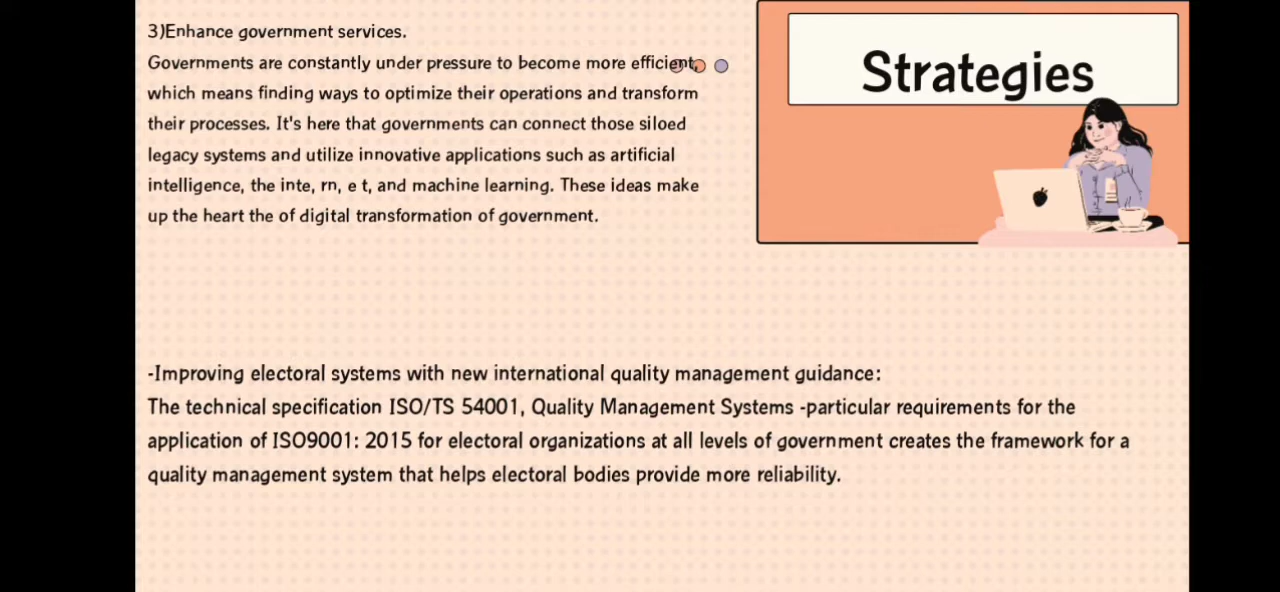 3)Enhance government services.
Governments are constantly under pressure to become more efficient,
which means finding ways to optimize their operations and transform
their processes. It's here that governments can connect those siloed
legacy systems and utilize innovative applications such as artificial
intelligence, the inte, rn, e t, and machine learning. These ideas make
up the heart the of digital transformation of government.
Strategies
-Improving electoral systems with new international quality management guidance:
The technical specification ISO/TS 54001, Quality Management Systems -particular requirements for the
application of ISO9001: 2015 for electoral organizations at all levels of government creates the framework for a
quality management system that helps electoral bodies provide more reliability.